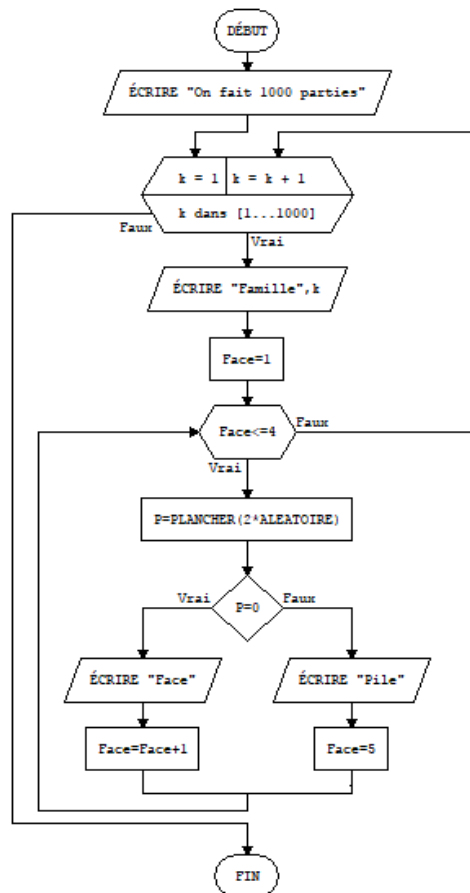 DÉBUT
ÉCRIRE "On fait 1000 parties"
k = 1 k = k + 1
k dans [1...1000]
Faux
Vrai
ÉCRIRE "Famille",k
Face=1
Face<=4
Faux
Vrai
P=PLANCHER(2*ALEATOIRE)
Vrai
P=0
Faux
ÉCRIRE "Face"
ÉCRIRE "Pile"
Face=Face+1
Face=5
FIN